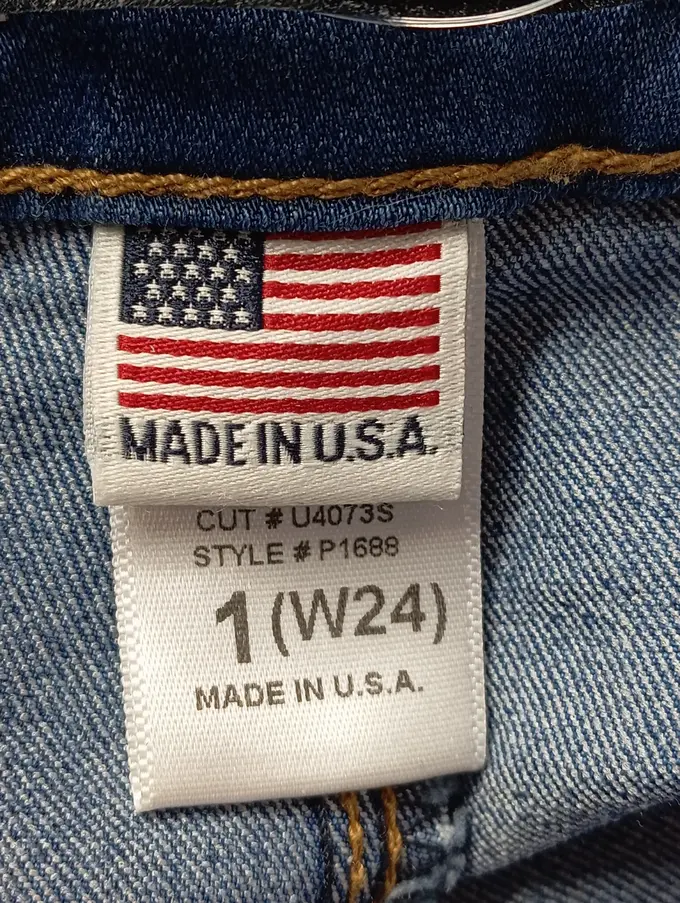 MADE IN U.S.A.
CUT # U4073S
STYLE # P1688
1 (W24)
MADE IN U.S.A.